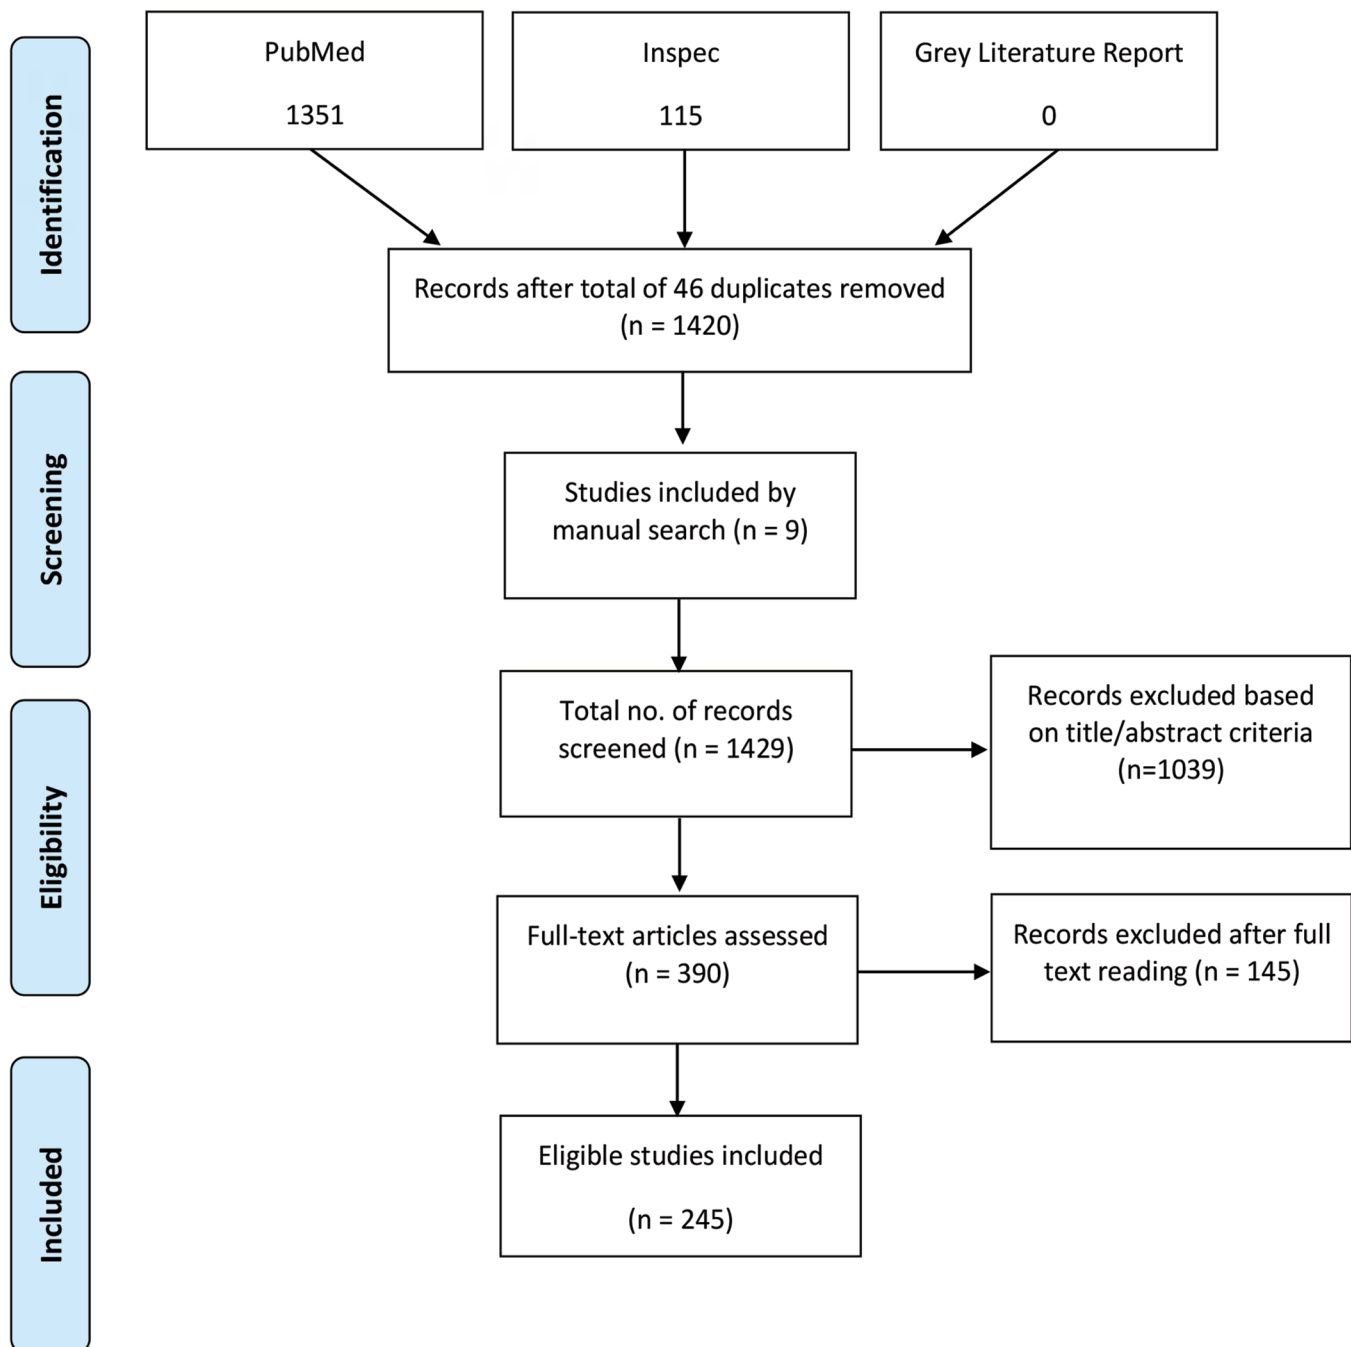 PubMed
1351
Inspec
115
Grey Literature Report
0
Identification
Records after total of 46 duplicates removed
(n = 1420)
Screening
Studies included by
manual search (n = 9)
Total no. of records
screened (n = 1429)
Records excluded based
on title/abstract criteria
(n=1039)
Eligibility
Full-text articles assessed
(n = 390)
Records excluded after full
text reading (n = 145)
Included
Eligible studies included
(n = 245)